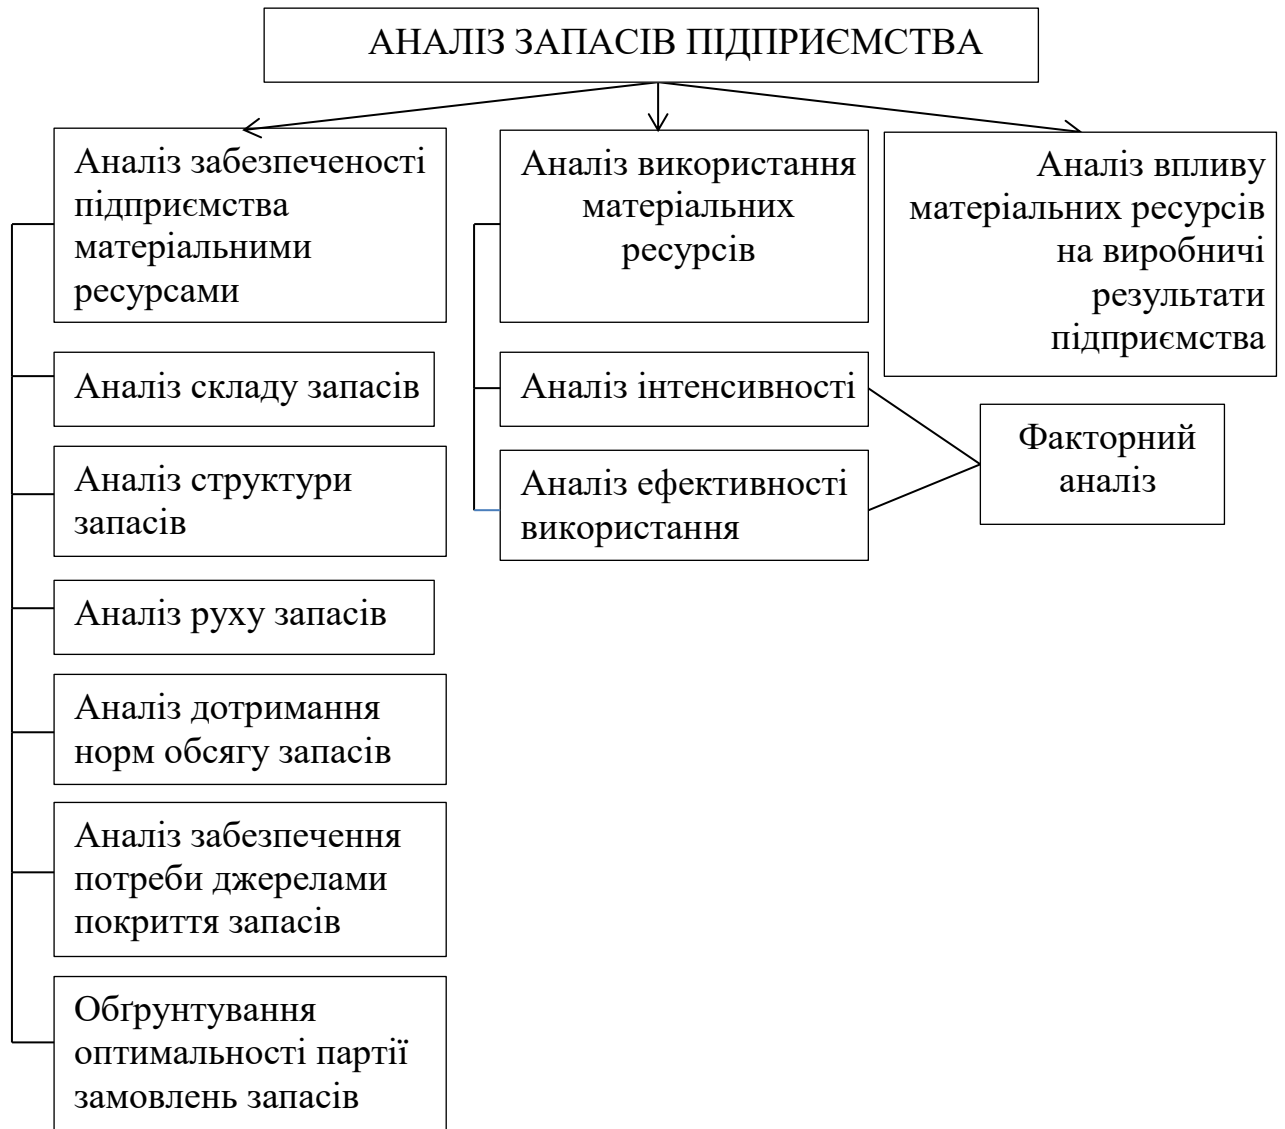 АНАЛІЗ ЗАПАСІВ ПІДПРИЄМСТВА
Аналіз забезпеченості
підприємства
матеріальними
ресурсами
Аналіз складу запасів
Аналіз структури
запасів
Аналіз руху запасів
Аналіз дотримання
норм обсягу запасів
Аналіз забезпечення
потреби джерелами
покриття запасів
Обґрунтування
оптимальності партії
замовлень запасів
Аналіз використання
матеріальних
ресурсів
Аналіз інтенсивності
Аналіз ефективності
використання
Аналіз впливу
матеріальних ресурсів
на виробничі
результати
підприємства
Факторний
аналіз